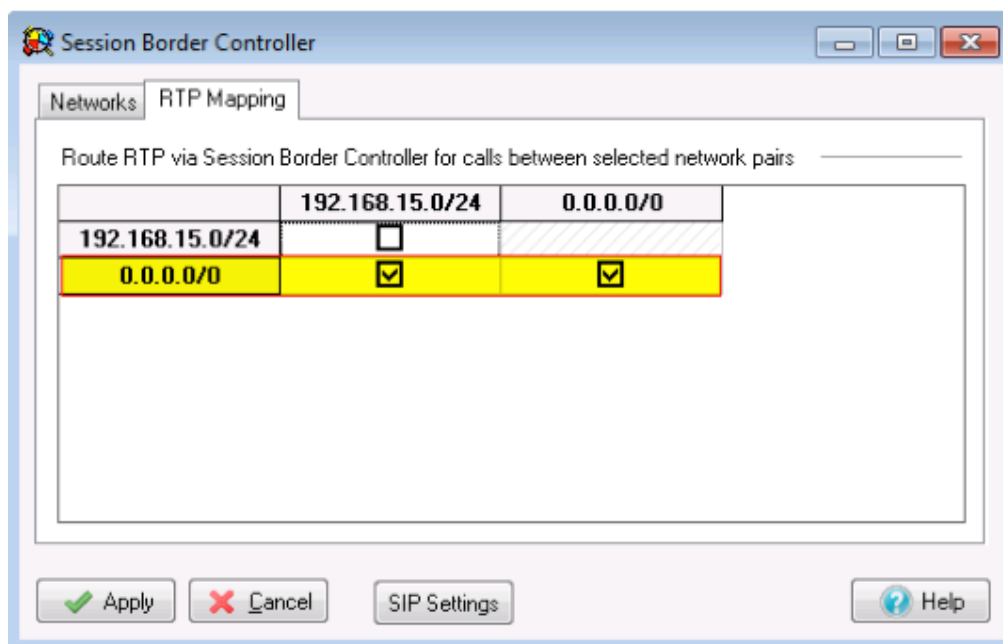 Session Border Controller
Networks RTP Mapping
Route RTP via Session Border Controller for calls between selected network pairs
192.168.15.0/24 0.0.0.0/0
192.168.15.0/24
0.0.0.0/0
Apply Cancel SIP Settings Help